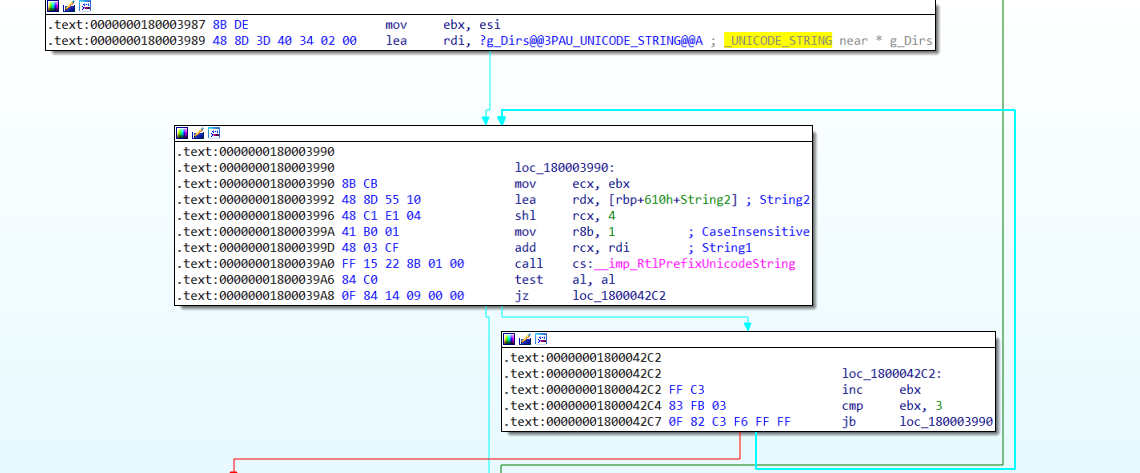 .text:0000000180003987 8B DE mov ebx, esi
.text:0000000180003989 48 8D 3D 40 34 02 00 lea rdi, ?g_Dirs@@3PAU_UNICODE_STRING@@A ; _UNICODE_STRING near * g_Dirs
.text:0000000180003990
.text:0000000180003990 loc_180003990:
.text:0000000180003990 8B CB mov ecx, ebx
.text:0000000180003992 48 8D 55 10 lea rdx, [rbp+610h+String2] ; String2
.text:0000000180003996 48 C1 E1 04 shl rcx, 4
.text:000000018000399A 41 B0 01 mov r8b, 1 ; CaseInsensitive
.text:000000018000399D 48 03 CF add rcx, rdi ; String1
.text:00000001800039A0 FF 15 22 8B 01 00 call cs:__imp_RtlPrefixUnicodeString
.text:00000001800039A6 84 C0 test al, al
.text:00000001800039A8 0F 84 14 09 00 00 jz loc_1800042C2
.text:00000001800042C2
.text:00000001800042C2 loc_1800042C2:
.text:00000001800042C2 FF C3 inc ebx
.text:00000001800042C4 83 FB 03 cmp ebx, 3
.text:00000001800042C7 0F 82 C3 F6 FF FF jb loc_180003990